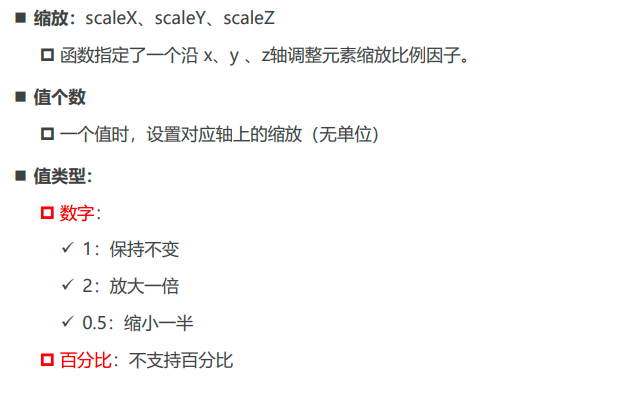 ■ 缩放：scaleX、scaleY、scaleZ
函数指定了一个沿 x、y 、z轴调整元素缩放比例因子。
■ 值个数
一个值时，设置对应轴上的缩放（无单位）
■ 值类型：
数字：
✓ 1：保持不变
✓ 2：放大一倍
✓ 0.5：缩小一半
百分比：不支持百分比